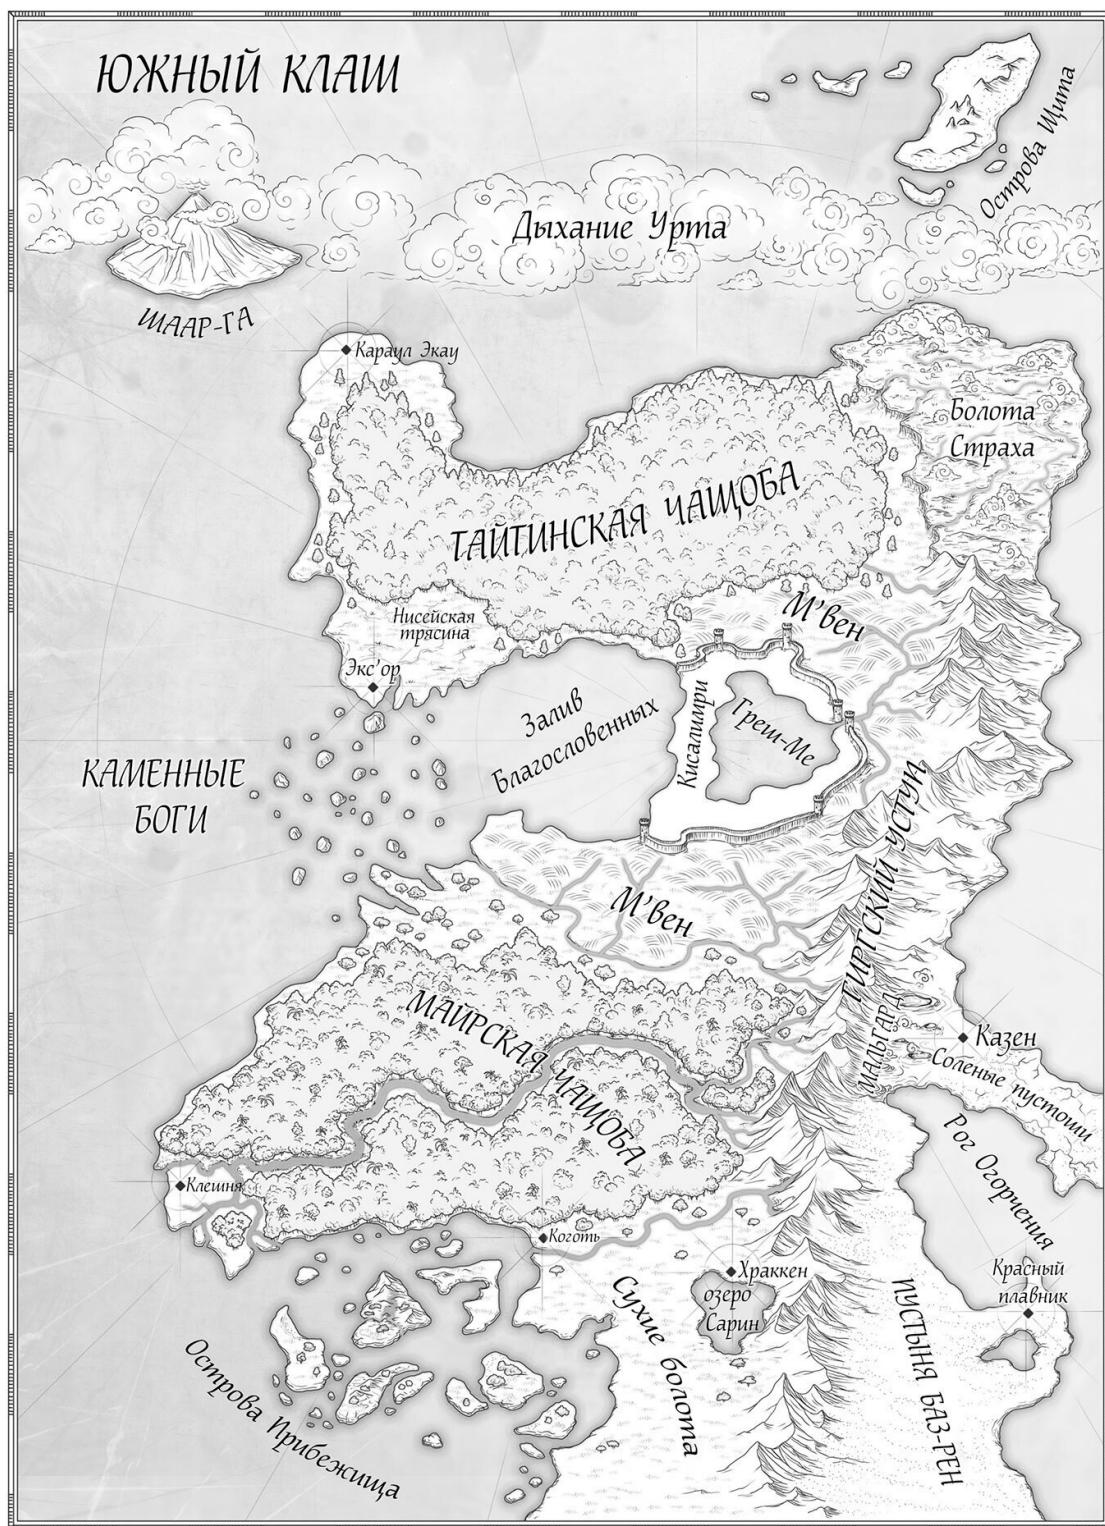 ЮЖНЫЙ КЛАШ
Острова Щита
Дыхание Урта
ШААР-ГА
Караул Экау
Болота
Страха
ТАЙТИНСКАЯ ЧАЩОБА
М'вен
Нисейская
трясина
Экс'ор
Залив
Благословенных
Кисалимри
Греш-Ме
КАМЕННЫЕ
БОГИ
ГИРГСКИЙ УСТУП
М'вен
МАЙРСКАЯ ЧАЩОБА
МАЛЬГАРД
Казен
Соленые пустоши
Рог Огорчения
Клешня
Коготь
Храккен
озеро
Сарин
Красный
плавник
Сухие болота
ПУСТЫНЯ БАЗ-РЕН
Острова Прибежища